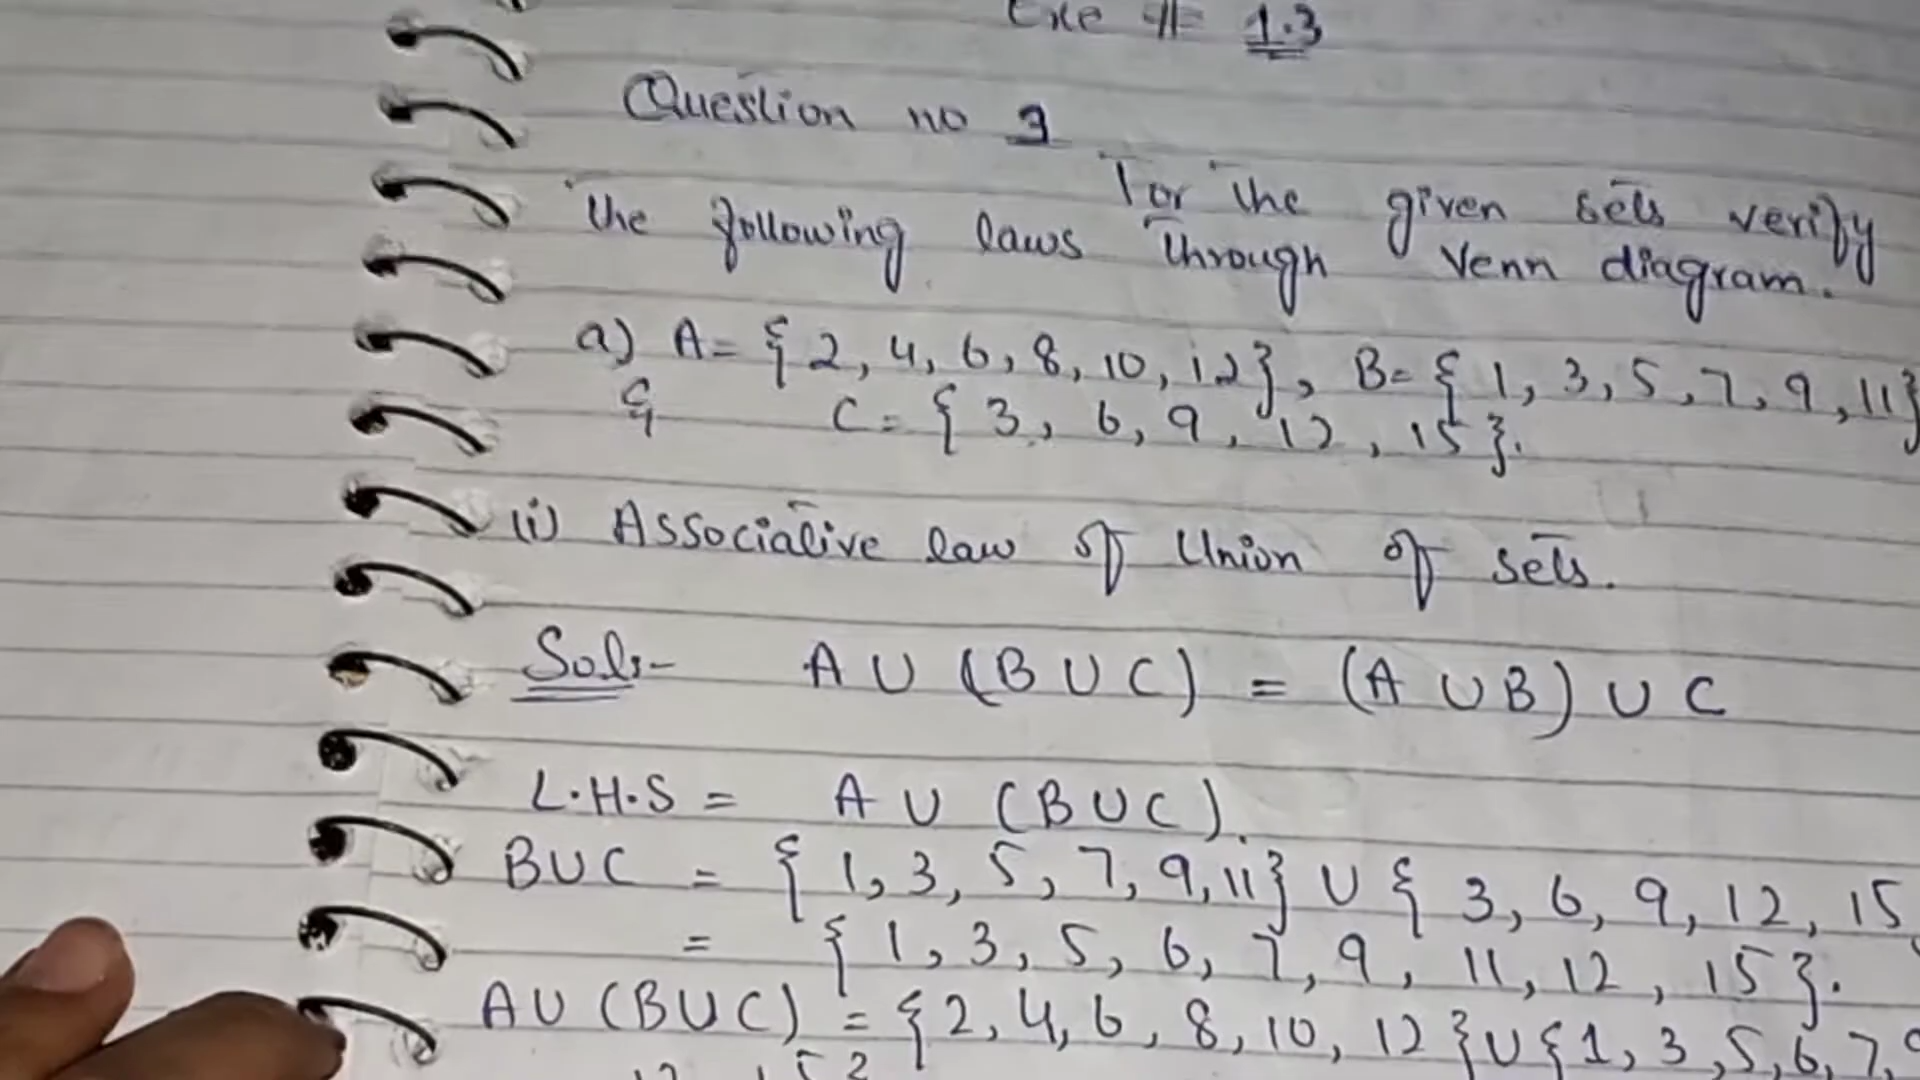 Exe # 1.3
Question no 3
For the given sets verify
the following laws through Venn diagram.
a) A = {2, 4, 6, 8, 10, 12}, B = {1, 3, 5, 7, 9, 11}
& C = {3, 6, 9, 12, 15}.
(i) Associative law of Union of sets.
Sol:- A ∪ (B ∪ C) = (A ∪ B) ∪ C
L.H.S = A ∪ (B ∪ C).
B ∪ C = {1, 3, 5, 7, 9, 11} ∪ {3, 6, 9, 12, 15
= {1, 3, 5, 6, 7, 9, 11, 12, 15}.
A ∪ (B ∪ C) = {2, 4, 6, 8, 10, 12} ∪ {1, 3, 5, 6, 7, 9